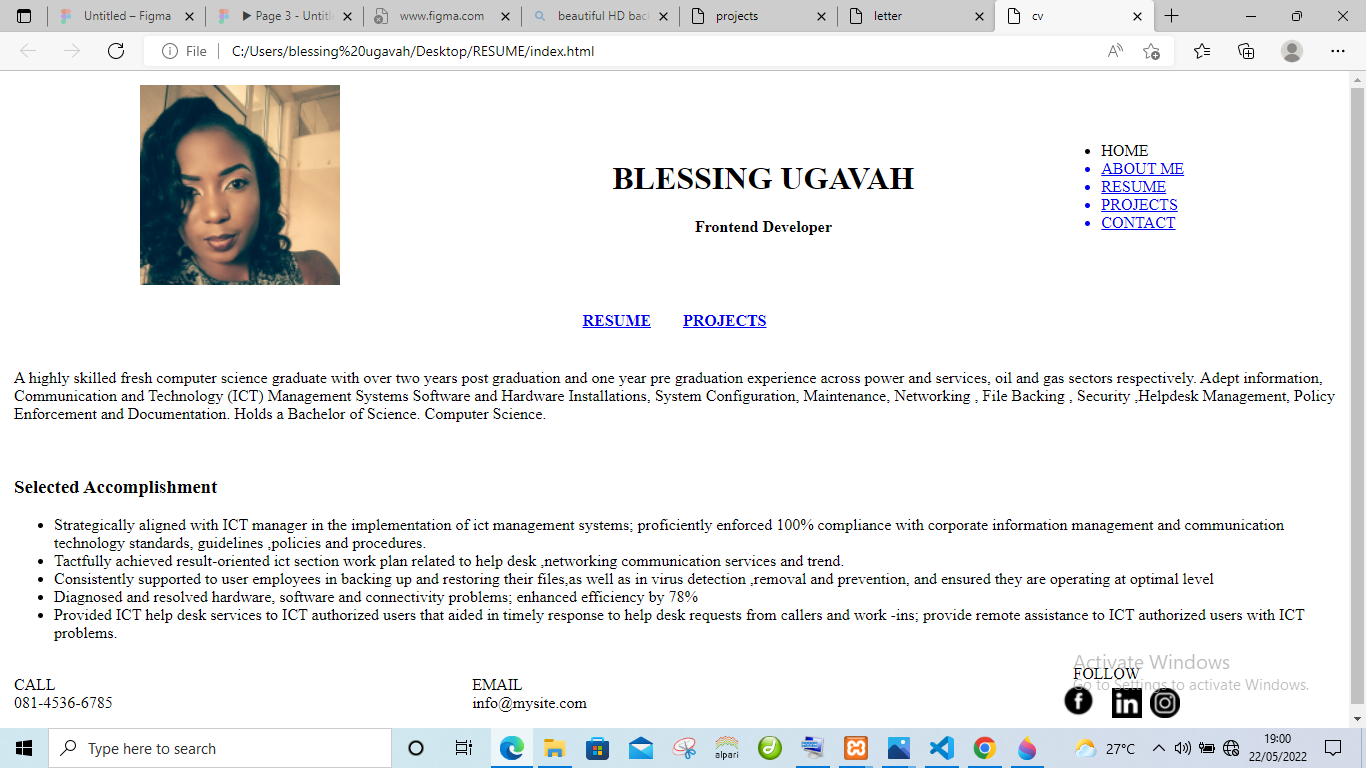 Untitled – Figma
▶ Page 3 - Untitl
www.figma.com
beautiful HD bac
projects
letter
cv
File
C:/Users/blessing%20ugavah/Desktop/RESUME/index.html
BLESSING UGAVAH
Frontend Developer
HOME
ABOUT ME
RESUME
PROJECTS
CONTACT
RESUME PROJECTS
A highly skilled fresh computer science graduate with over two years post graduation and one year pre graduation experience across power and services, oil and gas sectors respectively. Adept information,
Communication and Technology (ICT) Management Systems Software and Hardware Installations, System Configuration, Maintenance, Networking , File Backing , Security ,Helpdesk Management, Policy
Enforcement and Documentation. Holds a Bachelor of Science. Computer Science.
Selected Accomplishment
Strategically aligned with ICT manager in the implementation of ict management systems; proficiently enforced 100% compliance with corporate information management and communication
technology standards, guidelines ,policies and procedures.
Tactfully achieved result-oriented ict section work plan related to help desk ,networking communication services and trend.
Consistently supported to user employees in backing up and restoring their files,as well as in virus detection ,removal and prevention, and ensured they are operating at optimal level
Diagnosed and resolved hardware, software and connectivity problems; enhanced efficiency by 78%
Provided ICT help desk services to ICT authorized users that aided in timely response to help desk requests from callers and work -ins; provide remote assistance to ICT authorized users with ICT
problems.
CALL
081-4536-6785
EMAIL
info@mysite.com
FOLLOW
in
Activate Windows
Go to Settings to activate Windows.
Type here to search
alpari
27°C
19:00
22/05/2022